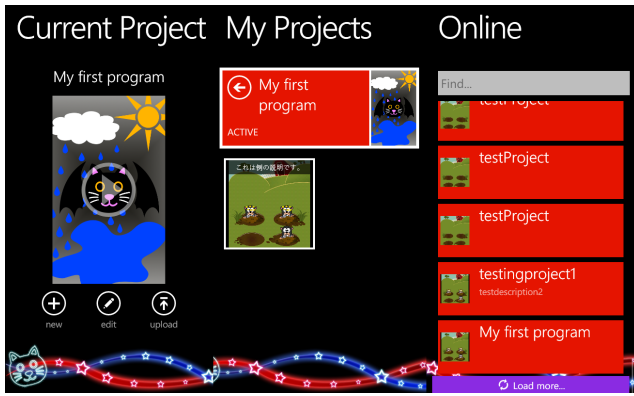 Current Project
My first program
new
edit
upload
My Projects
My first
program
ACTIVE
これは例の説明です。
Online
Find...
testProject
testProject
testProject
testingproject1
testdescription2
My first program
Load more...